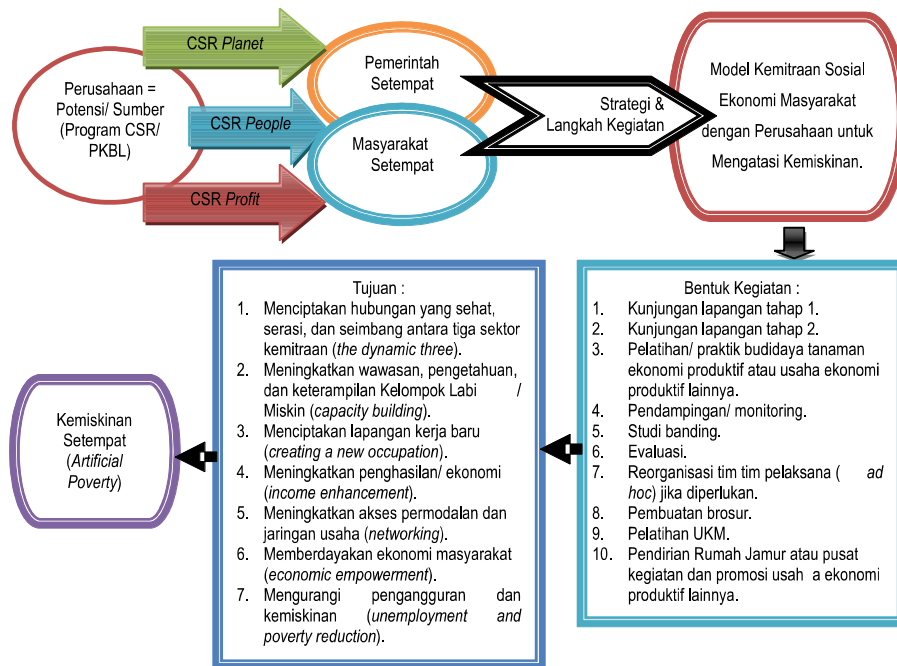 CSR Planet
Perusahaan =
Potensi/ Sumber
(Program CSR/
PKBL)
CSR People
CSR Profit
Pemerintah
Setempat
Masyarakat
Setempat
Strategi &
Langkah Kegiatan
Model Kemitraan Sosial
Ekonomi Masyarakat
dengan Perusahaan untuk
Mengatasi Kemiskinan.
Bentuk Kegiatan :
1. Kunjungan lapangan tahap 1.
2. Kunjungan lapangan tahap 2.
3. Pelatihan/ praktik budidaya tanaman
ekonomi produktif atau usaha ekonomi
produktif lainnya.
4. Pendampingan/ monitoring.
5. Studi banding.
6. Evaluasi.
7. Reorganisasi tim tim pelaksana ( ad
hoc) jika diperlukan.
8. Pembuatan brosur.
9. Pelatihan UKM.
10. Pendirian Rumah Jamur atau pusat
kegiatan dan promosi usah a ekonomi
produktif lainnya.
Tujuan :
1. Menciptakan hubungan yang sehat,
serasi, dan seimbang antara tiga sektor
kemitraan (the dynamic three).
2. Meningkatkan wawasan, pengetahuan,
dan keterampilan Kelompok Labi /
Miskin (capacity building).
3. Menciptakan lapangan kerja baru
(creating a new occupation).
4. Meningkatkan penghasilan/ ekonomi
(income enhancement).
5. Meningkatkan akses permodalan dan
jaringan usaha (networking).
6. Memberdayakan ekonomi masyarakat
(economic empowerment).
7. Mengurangi pengangguran dan
kemiskinan (unemployment and
poverty reduction).
Kemiskinan
Setempat
(Artificial
Poverty)